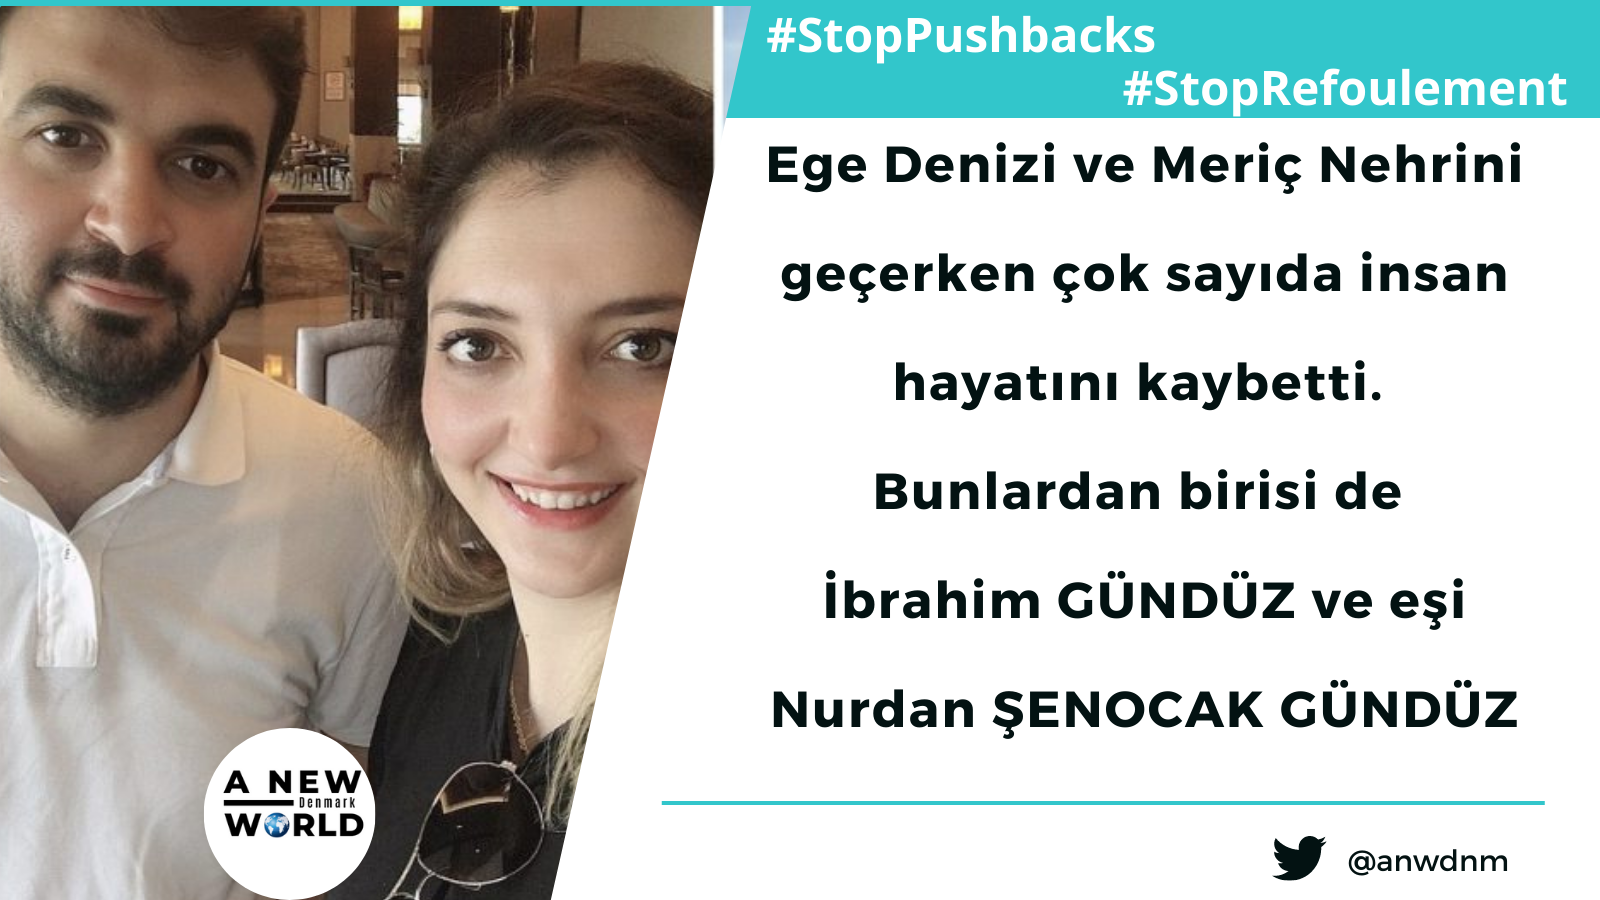 #StopPushbacks
#StopRefoulement
Ege Denizi ve Meriç Nehrini
geçerken çok sayıda insan
hayatını kaybetti.
Bunlardan birisi de
İbrahim GÜNDÜZ ve eşi
Nurdan ŞENOCAK GÜNDÜZ
A NEW
Denmark
WORLD
@anwdnm